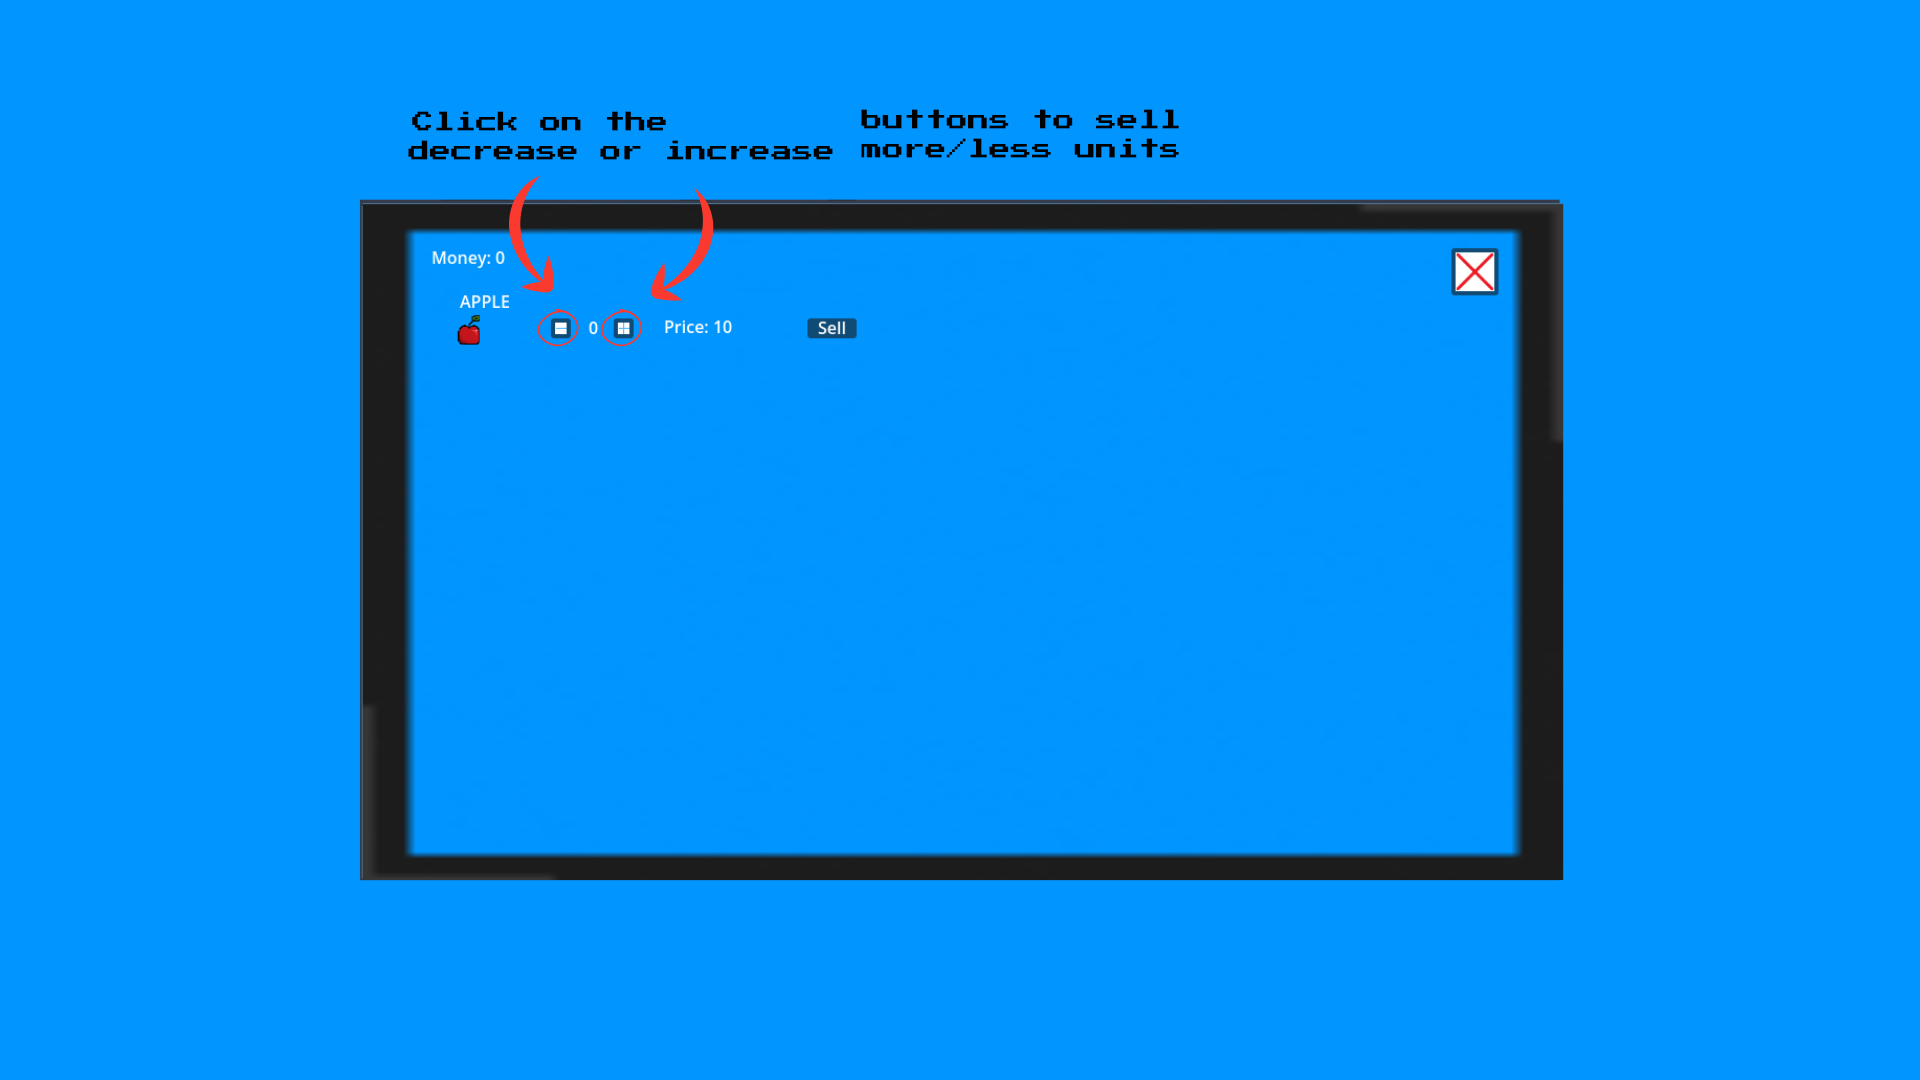 Click on the
decrease or increase
buttons to sell
more/less units
Money: 0
APPLE
0
Price: 10
Sell